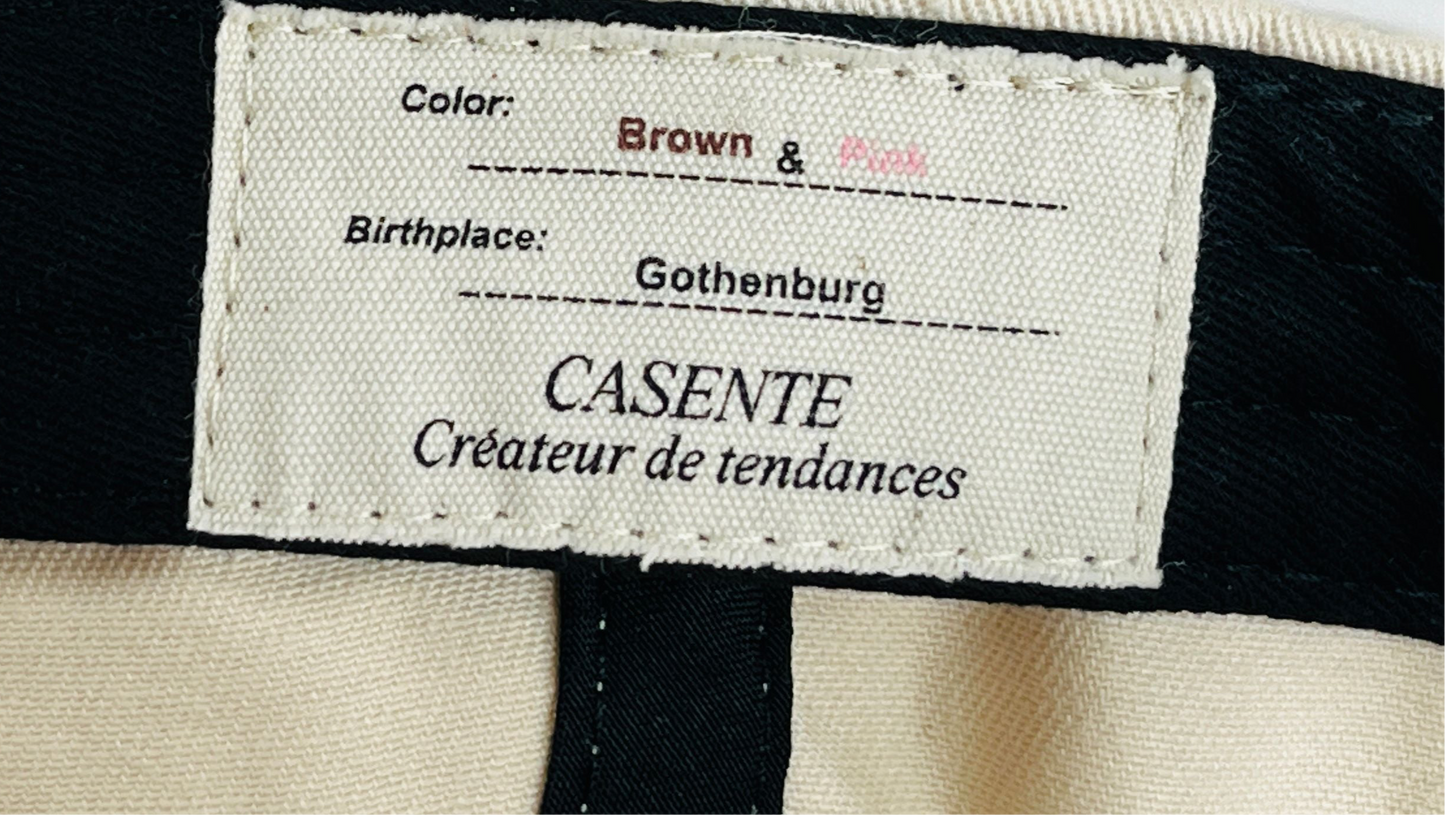 Color:
Brown & Pink
Birthplace:
Gothenburg
CASENTE
Créateur de tendances